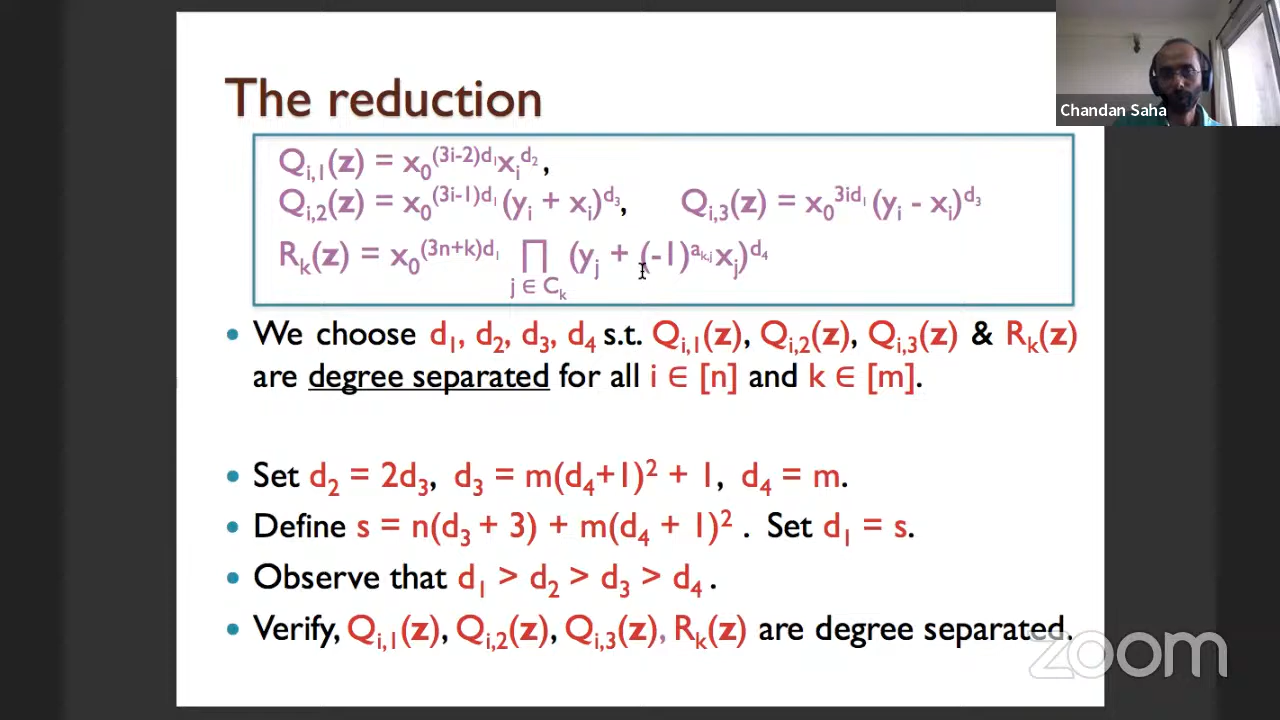 The reduction
Chandan Saha
Q_{i,1}(z) = x_0^{(3i-2)d_1} x_i^{d_2},
Q_{i,2}(z) = x_0^{(3i-1)d_1} (y_i + x_i)^{d_3}, Q_{i,3}(z) = x_0^{3id_1} (y_i - x_i)^{d_3}
R_k(z) = x_0^{(3n+k)d_1} ∏_{j ∈ C_k} (y_j + (-1)^{a_{k,j}} x_j)^{d_4}
• We choose d_1, d_2, d_3, d_4 s.t. Q_{i,1}(z), Q_{i,2}(z), Q_{i,3}(z) & R_k(z)
are degree separated for all i ∈ [n] and k ∈ [m].
• Set d_2 = 2d_3, d_3 = m(d_4+1)^2 + 1, d_4 = m.
• Define s = n(d_3 + 3) + m(d_4 + 1)^2 . Set d_1 = s.
• Observe that d_1 > d_2 > d_3 > d_4 .
• Verify, Q_{i,1}(z), Q_{i,2}(z), Q_{i,3}(z), R_k(z) are degree separated.
zoom